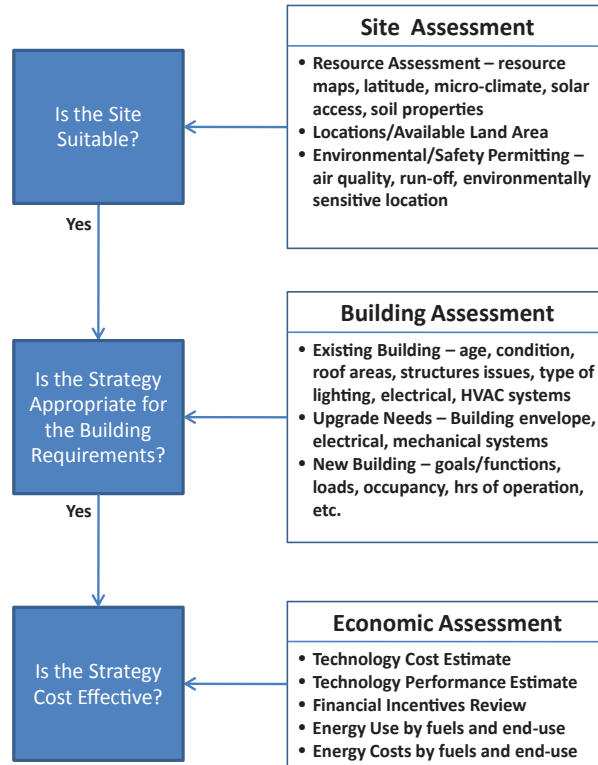 Is the Site
Suitable?
Site Assessment
• Resource Assessment – resource
maps, latitude, micro-climate, solar
access, soil properties
• Locations/Available Land Area
• Environmental/Safety Permitting –
air quality, run-off, environmentally
sensitive location
Yes
Is the Strategy
Appropriate for
the Building
Requirements?
Building Assessment
• Existing Building – age, condition,
roof areas, structures issues, type of
lighting, electrical, HVAC systems
• Upgrade Needs – Building envelope,
electrical, mechanical systems
• New Building – goals/functions,
loads, occupancy, hrs of operation,
etc.
Yes
Is the Strategy
Cost Effective?
Economic Assessment
• Technology Cost Estimate
• Technology Performance Estimate
• Financial Incentives Review
• Energy Use by fuels and end-use
• Energy Costs by fuels and end-use